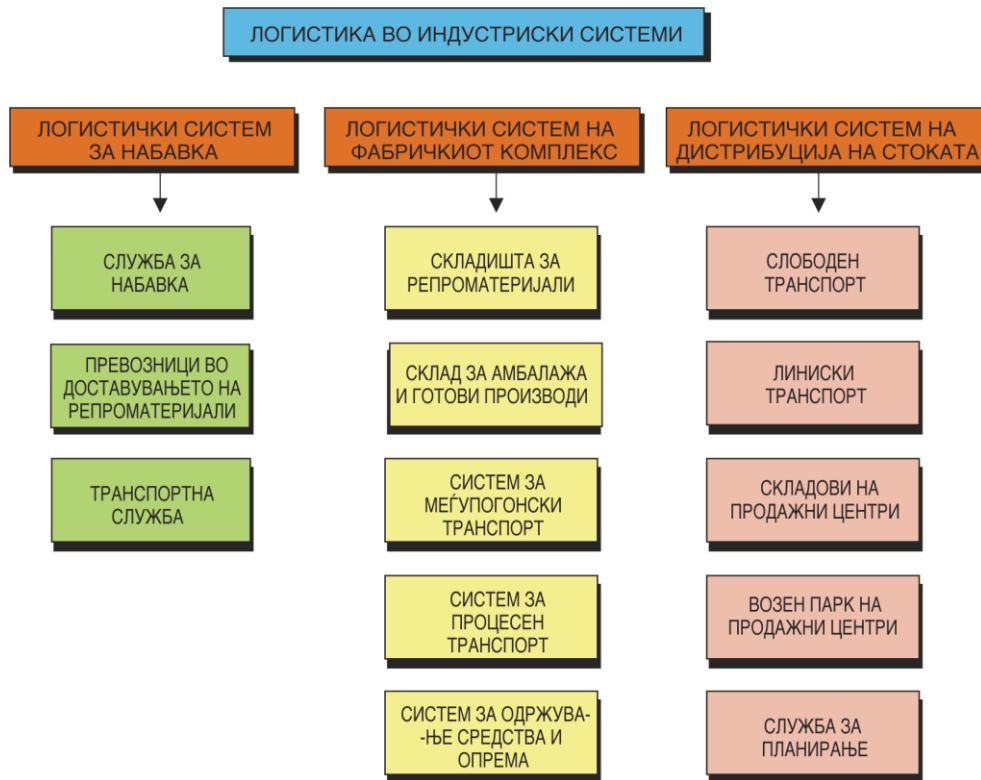 ЛОГИСТИКА ВО ИНДУСТРИСКИ СИСТЕМИ
ЛОГИСТИЧКИ СИСТЕМ
ЗА НАБАВКА
ЛОГИСТИЧКИ СИСТЕМ НА
ФАБРИЧКИОТ КОМПЛЕКС
ЛОГИСТИЧКИ СИСТЕМ НА
ДИСТРИБУЦИЈА НА СТОКАТА
СЛУЖБА ЗА
НАБАВКА
ПРЕВОЗНИЦИ ВО
ДОСТАВУВАЊЕТО НА
РЕПРОМАТЕРИЈАЛИ
ТРАНСПОРТНА
СЛУЖБА
СКЛАДИШТА ЗА
РЕПРОМАТЕРИЈАЛИ
СКЛАД ЗА АМБАЛАЖА
И ГОТОВИ ПРОИЗВОДИ
СИСТЕМ ЗА
МЕЃУПОГОНСКИ
ТРАНСПОРТ
СИСТЕМ ЗА
ПРОЦЕСЕН
ТРАНСПОРТ
СИСТЕМ ЗА ОДРЖУВА-
-ЊЕ СРЕДСТВА И
ОПРЕМА
СЛОБОДЕН
ТРАНСПОРТ
ЛИНИСКИ
ТРАНСПОРТ
СКЛАДОВИ НА
ПРОДАЖНИ ЦЕНТРИ
ВОЗЕН ПАРК НА
ПРОДАЖНИ ЦЕНТРИ
СЛУЖБА ЗА
ПЛАНИРАЊЕ